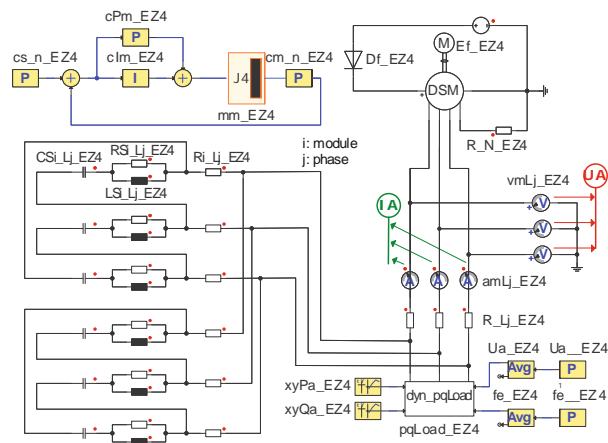 cPm_EZ4
cs_n_EZ4
cIm_EZ4
cm_n_EZ4
P
P
I
J4
P
mm_EZ4
M
Ef_EZ4
Df_EZ4
DSM
R_N_EZ4
RSi_Lj_EZ4
CSi_Lj_EZ4
Ri_Lj_EZ4
LSi_Lj_EZ4
i: module
j: phase
vmLj_EZ4
UA
IA
V
V
V
A
A
A
amLj_EZ4
R_Lj_EZ4
xyPa_EZ4
xyQa_EZ4
dyn_pqLoad
pqLoad_EZ4
Ua_EZ4
Ua__EZ4
Avg
P
fe_EZ4
fe__EZ4
Avg
P